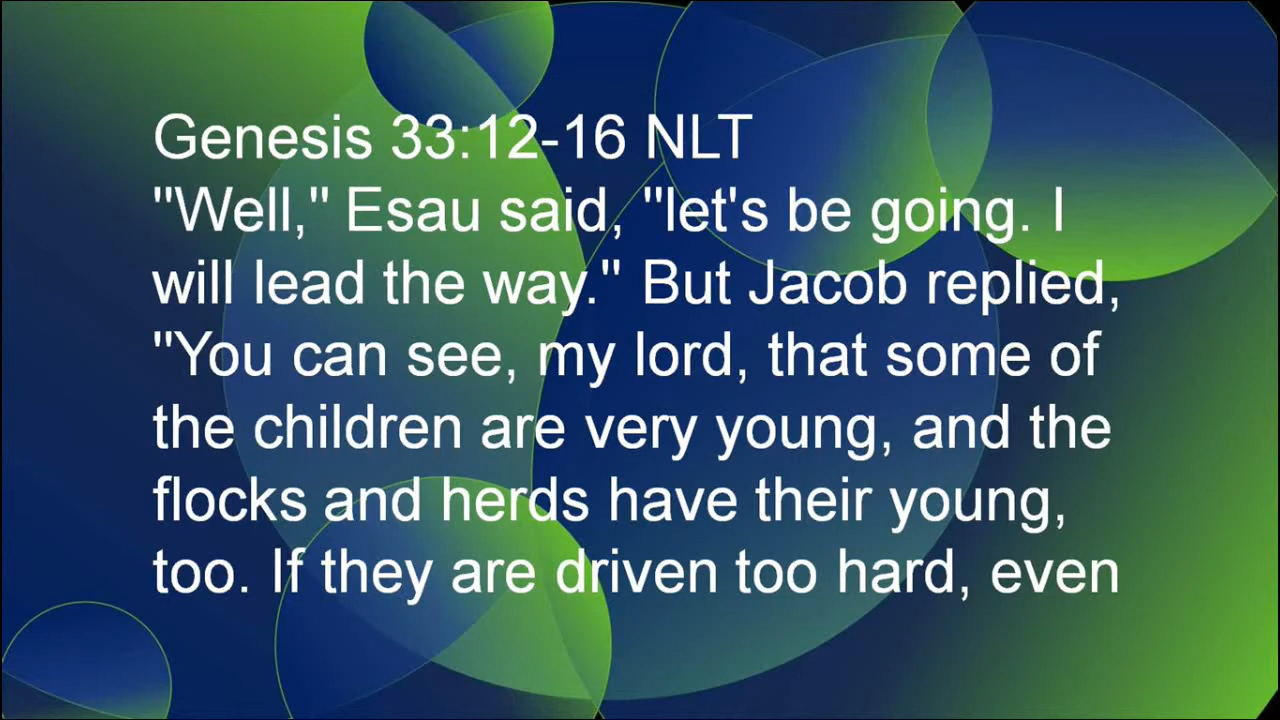 Genesis 33:12-16 NLT
"Well," Esau said, "let's be going. I
will lead the way." But Jacob replied,
"You can see, my lord, that some of
the children are very young, and the
flocks and herds have their young,
too. If they are driven too hard, even